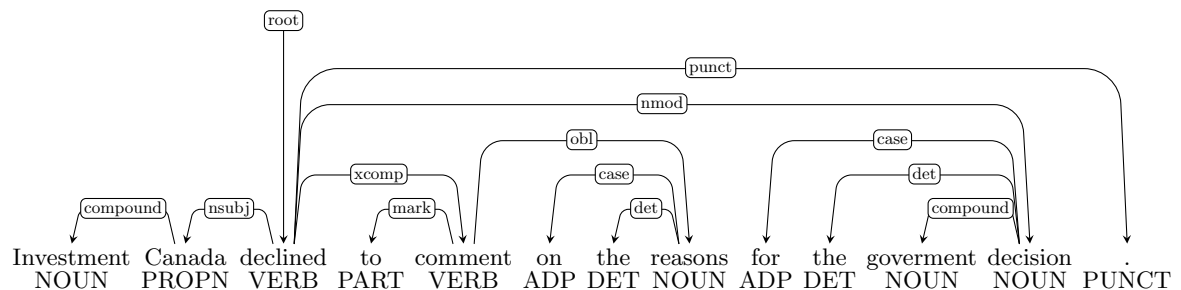 root
punct
nmod
obl case
xcomp case det
compound nsubj mark det compound
Investment Canada declined to comment on the reasons for the goverment decision .
NOUN PROPN VERB PART VERB ADP DET NOUN ADP DET NOUN NOUN PUNCT